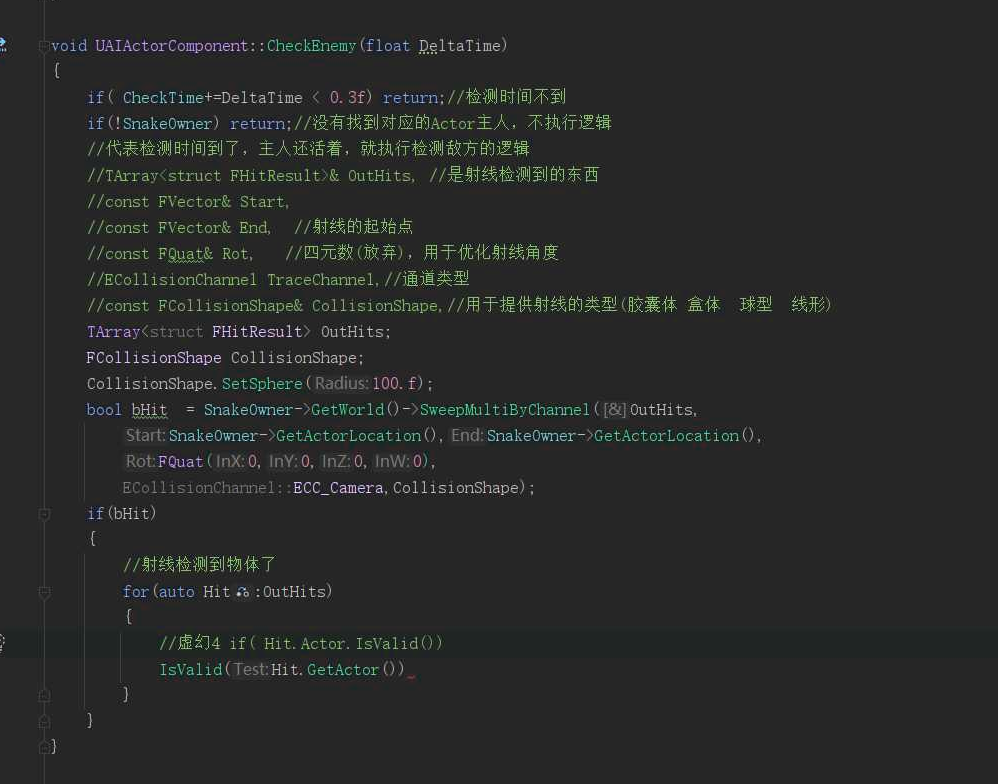 void UAIActorComponent::CheckEnemy(float DeltaTime)
{
if( CheckTime+=DeltaTime < 0.3f) return;//检测时间不到
if(!SnakeOwner) return;//没有找到对应的Actor主人，不执行逻辑
//代表检测时间到了，主人还活着，就执行检测敌方的逻辑
//TArray<struct FHitResult>& OutHits, //是射线检测到的东西
//const FVector& Start,
//const FVector& End, //射线的起始点
//const FQuat& Rot, //四元数(放弃)，用于优化射线角度
//ECollisionChannel TraceChannel,//通道类型
//const FCollisionShape& CollisionShape,//用于提供射线的类型(胶囊体 盒体 球型 线形)
TArray<struct FHitResult> OutHits;
FCollisionShape CollisionShape;
CollisionShape.SetSphere(Radius:100.f);
bool bHit = SnakeOwner->GetWorld()->SweepMultiByChannel([&]OutHits,
Start:SnakeOwner->GetActorLocation(),End:SnakeOwner->GetActorLocation(),
Rot:FQuat(InX:0,InY:0,InZ:0,InW:0),
ECollisionChannel::ECC_Camera,CollisionShape);
if(bHit)
{
//射线检测到物体了
for(auto Hit :OutHits)
{
//虚幻4 if( Hit.Actor.IsValid())
IsValid(Test:Hit.GetActor())
}
}
}